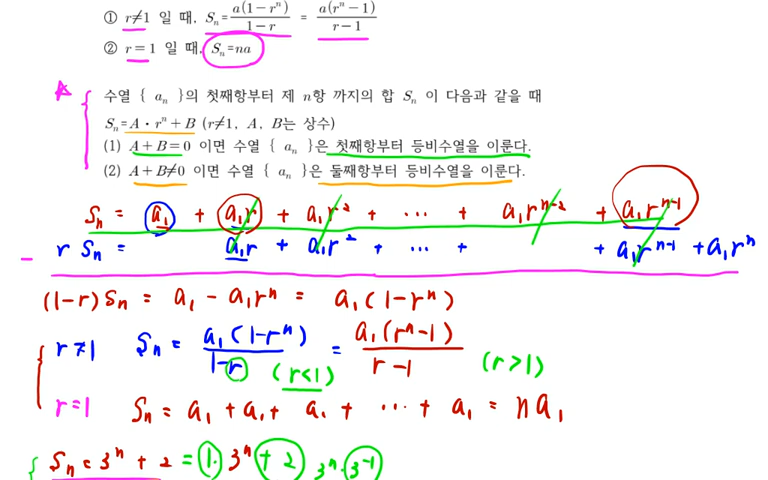 ① r≠1 일 때, Sₙ = a(1−rⁿ)/(1−r) = a(rⁿ−1)/(r−1)
② r=1 일 때, Sₙ=na
수열 { aₙ }의 첫째항부터 제 n항 까지의 합 Sₙ 이 다음과 같을 때
Sₙ=A・rⁿ+B (r≠1, A, B는 상수)
(1) A+B=0 이면 수열 { aₙ }은 첫째항부터 등비수열을 이룬다.
(2) A+B≠0 이면 수열 { aₙ }은 둘째항부터 등비수열을 이룬다.
Sₙ = a₁ + a₁r + a₁r² + ⋯ + a₁rⁿ⁻² + a₁rⁿ⁻¹
r Sₙ = a₁r + a₁r² + ⋯ + + a₁rⁿ⁻¹ + a₁rⁿ
−
(1−r)Sₙ = a₁ − a₁rⁿ = a₁(1−rⁿ)
r≠1 Sₙ = a₁(1−rⁿ)/(1−r) = a₁(rⁿ−1)/(r−1)
(r<1) (r>1)
r=1 Sₙ = a₁ + a₁ + a₁ + ⋯ + a₁ = na₁
Sₙ = 3ⁿ + 2 = 1・3ⁿ + 2 3ⁿ・3⁻¹